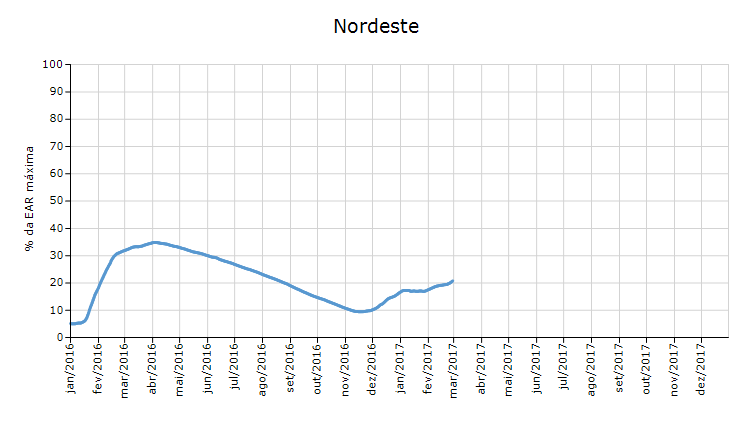 Nordeste
% da EAR máxima
100
90
80
70
60
50
40
30
20
10
0
jan/2016
fev/2016
mar/2016
abr/2016
mai/2016
jun/2016
jul/2016
ago/2016
set/2016
out/2016
nov/2016
dez/2016
jan/2017
fev/2017
mar/2017
abr/2017
mai/2017
jun/2017
jul/2017
ago/2017
set/2017
out/2017
nov/2017
dez/2017